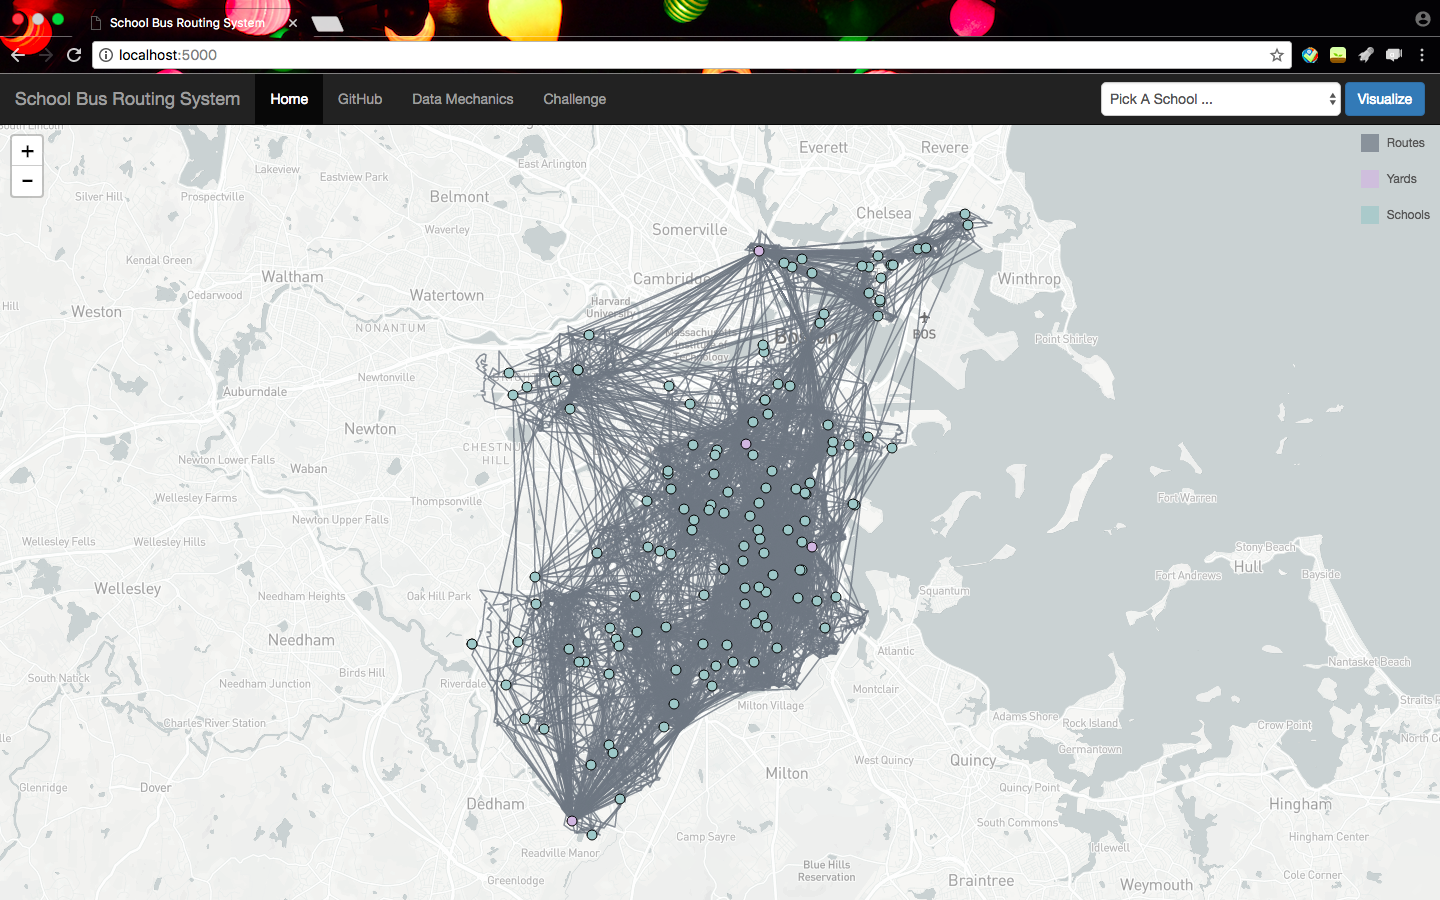 School Bus Routing System
localhost:5000
School Bus Routing System Home GitHub Data Mechanics Challenge Pick A School ... Visualize
+
−
Routes
Yards
Schools
Everett
Revere
East Arlington
Lakeview
Eastview Park
Silver Hill
Prospectville
Belmont
Chelsea
Waverley
Somerville
Kendal Green
Waltham
Cambridge
Winthrop
Cedarwood
Watertown
Hill
Weston
Harvard
University
NONANTUM
Massachusetts
Institute of
Technology
Boston
BOS
Point Shirley
Newtonville
Auburndale
Newton
CHESTNUT
HILL
Newton Lower Falls
Waban
Wellesley Farms
Thompsonville
Fort Warren
Newton Upper Falls
Wellesley Fells
Wellesley Hills
Stony Beach
Hull
Fort Andrews
Bayside
Wellesley
Needham Heights
Oak Hill Park
Squantum
Needham
Atlantic
Nantasket Beach
Birds Hill
South Natick
Needham Junction
Riverdale
Montclair
Straits P
Milton Village
Charles River Station
Adams Shore
Rock Island
Crow Point
North C
Germantown
West Quincy
Quincy
Milton
Glenridge
Dover
Quincy Point
Dedham
Hingham
South Commons
Camp Sayre
Hingham Center
Idlewell
Readville Manor
Blue Hills
Reservation
Cole Corner
Greenlodge
Braintree
Weymouth